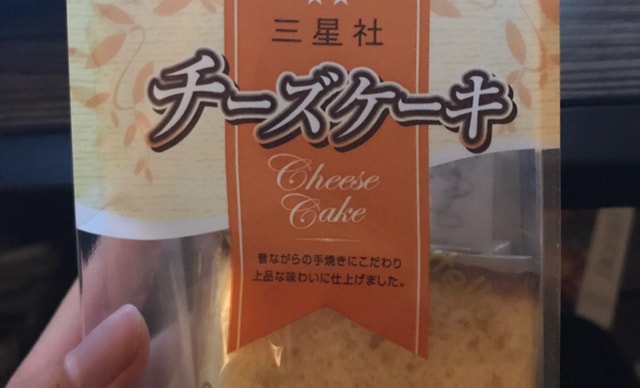 三星社
チーズケーキ
Cheese
Cake
昔ながらの手焼きにこだわり
上品な味わいに仕上げました。